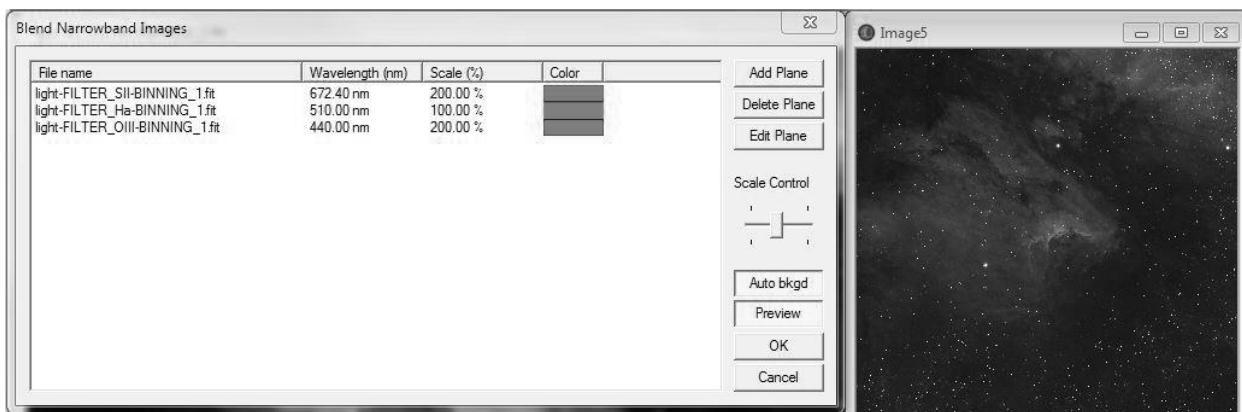 Blend Narrowband Images
File name Wavelength (nm) Scale (%) Color
light-FILTER_SII-BINNING_1.fit 672.40 nm 200.00 %
light-FILTER_Ha-BINNING_1.fit 510.00 nm 100.00 %
light-FILTER_OIII-BINNING_1.fit 440.00 nm 200.00 %
Add Plane
Delete Plane
Edit Plane
Scale Control
Auto bkgd
Preview
OK
Cancel
Image5